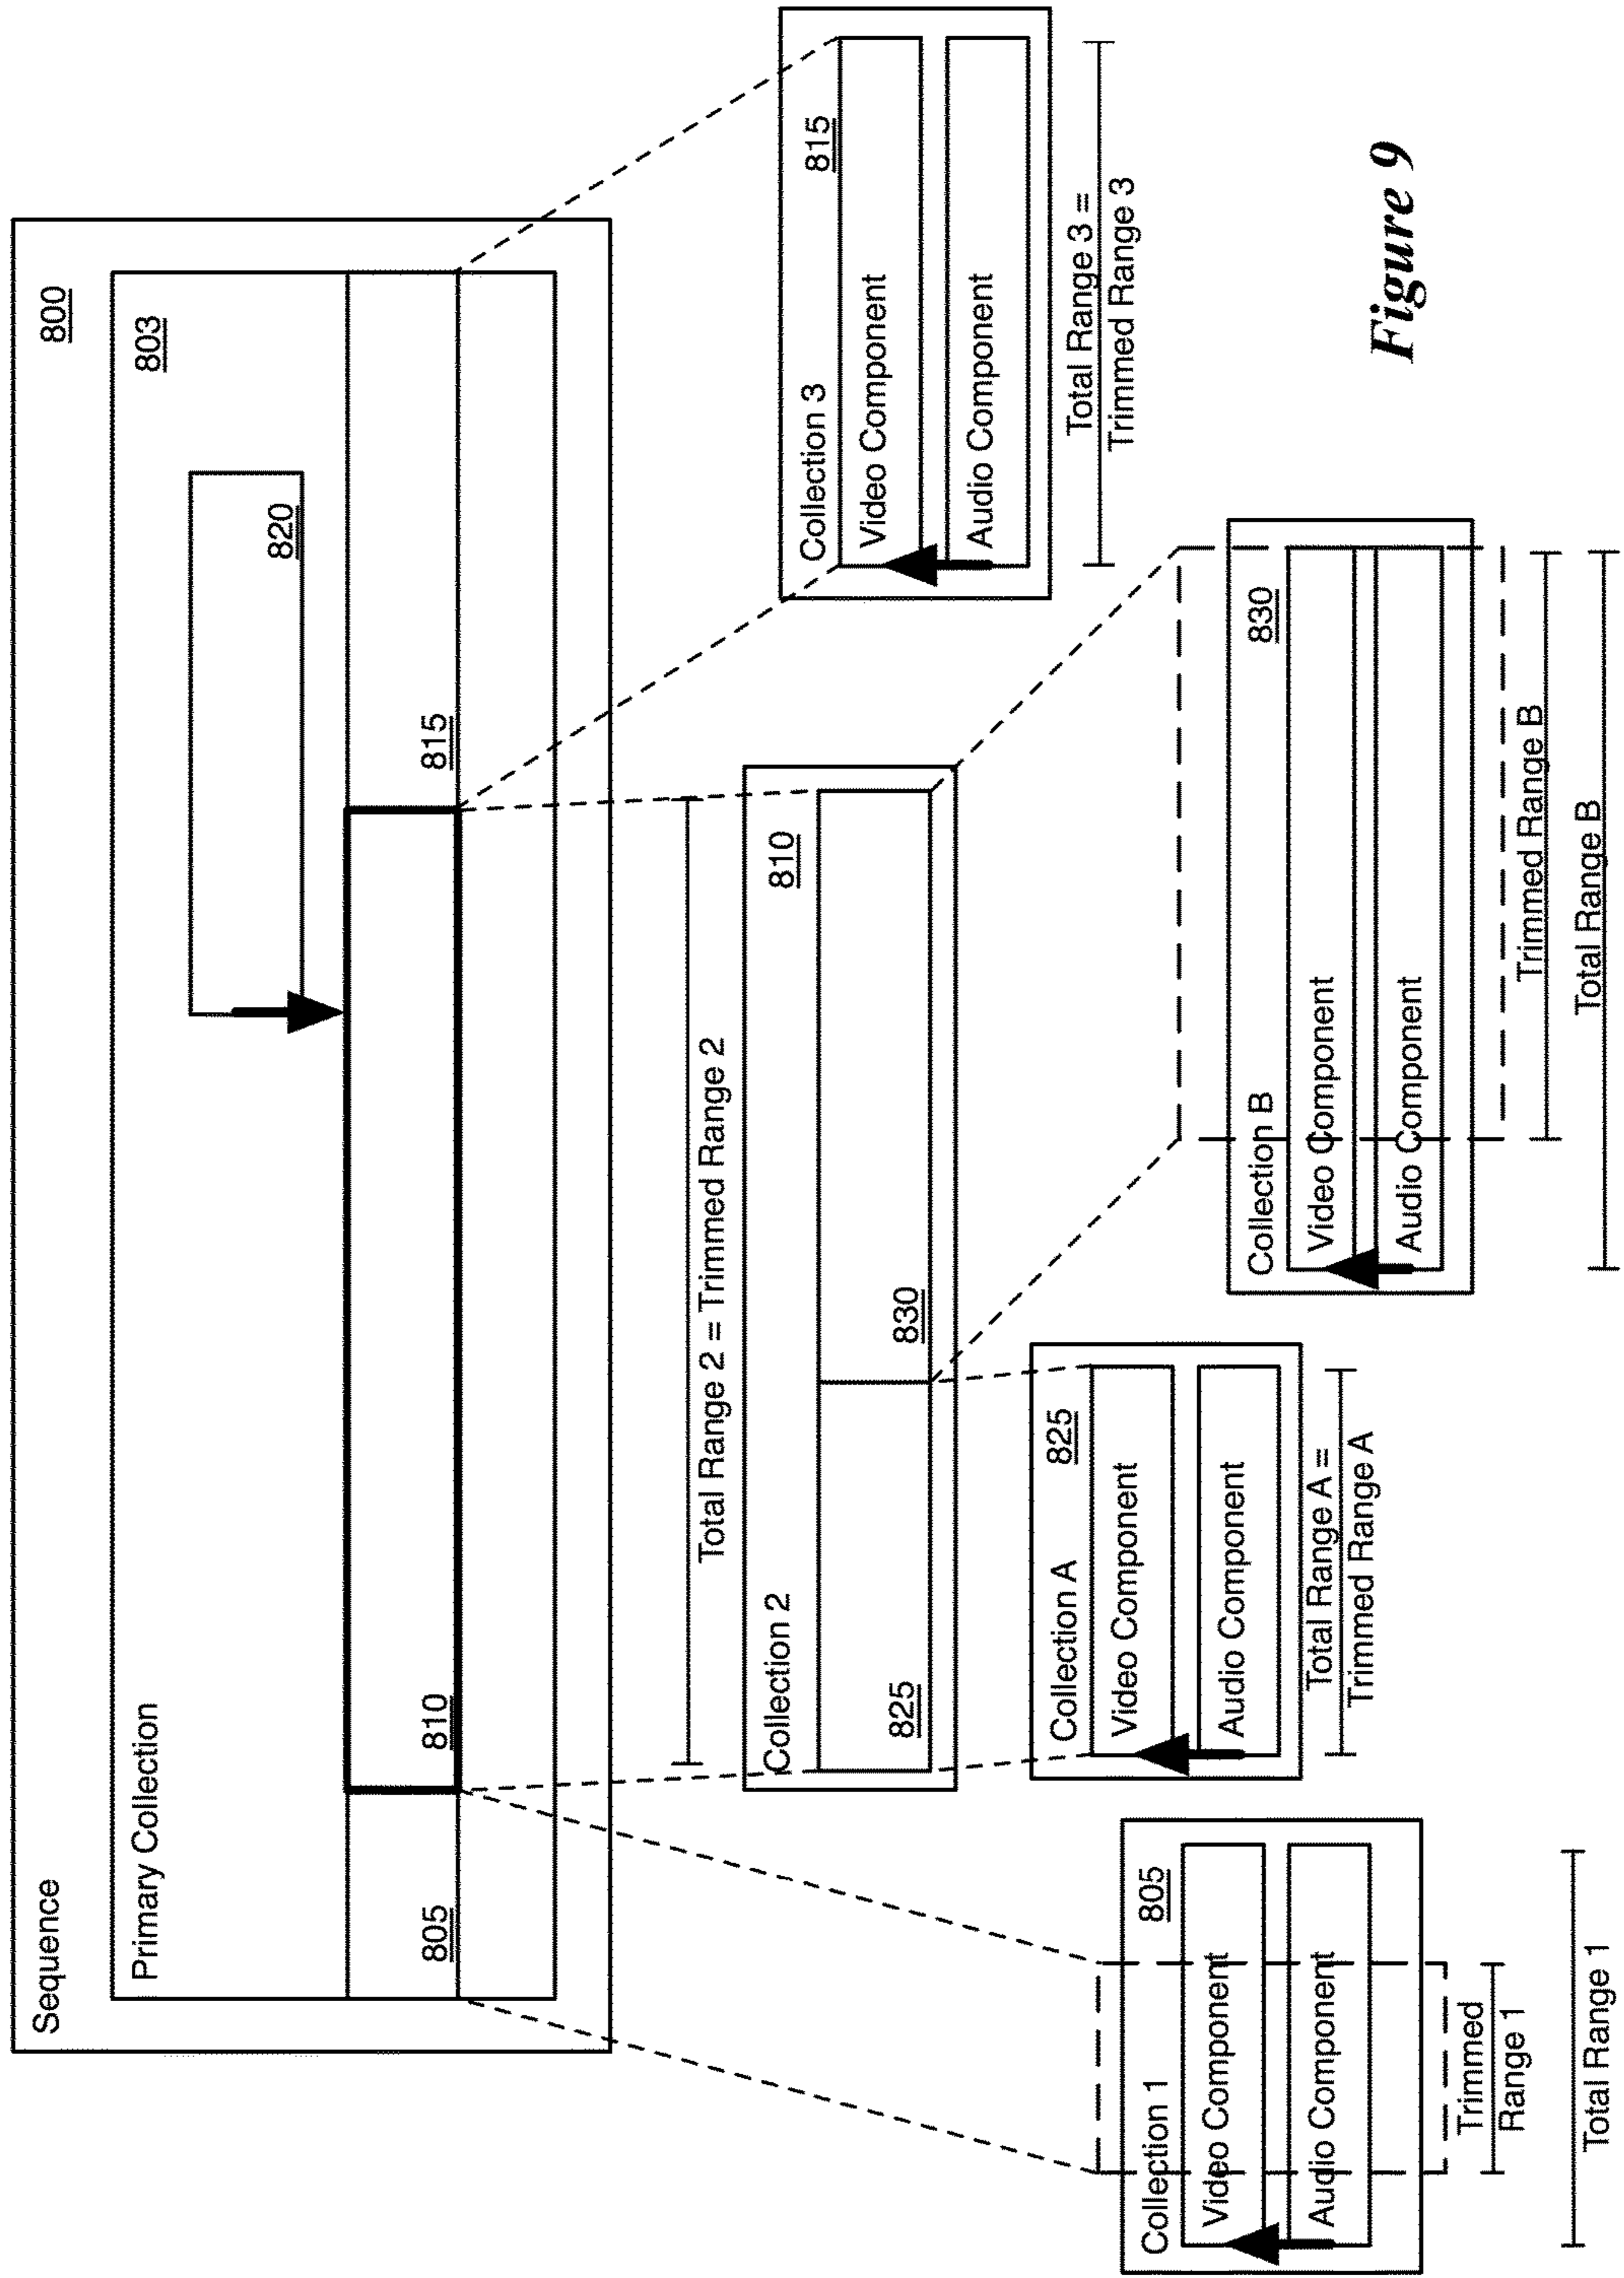 Sequence
800
Primary Collection
803
820
805
810
815
Total Range 2 = Trimmed Range 2
Collection 3
815
Video Component
Audio Component
Total Range 3 =
Trimmed Range 3
Collection 2
810
825
830
Collection A
825
Video Component
Audio Component
Total Range A =
Trimmed Range A
Collection 1
805
Video Component
Audio Component
Trimmed
Range 1
Total Range 1
Collection B
830
Video Component
Audio Component
Trimmed Range B
Total Range B
Figure 9